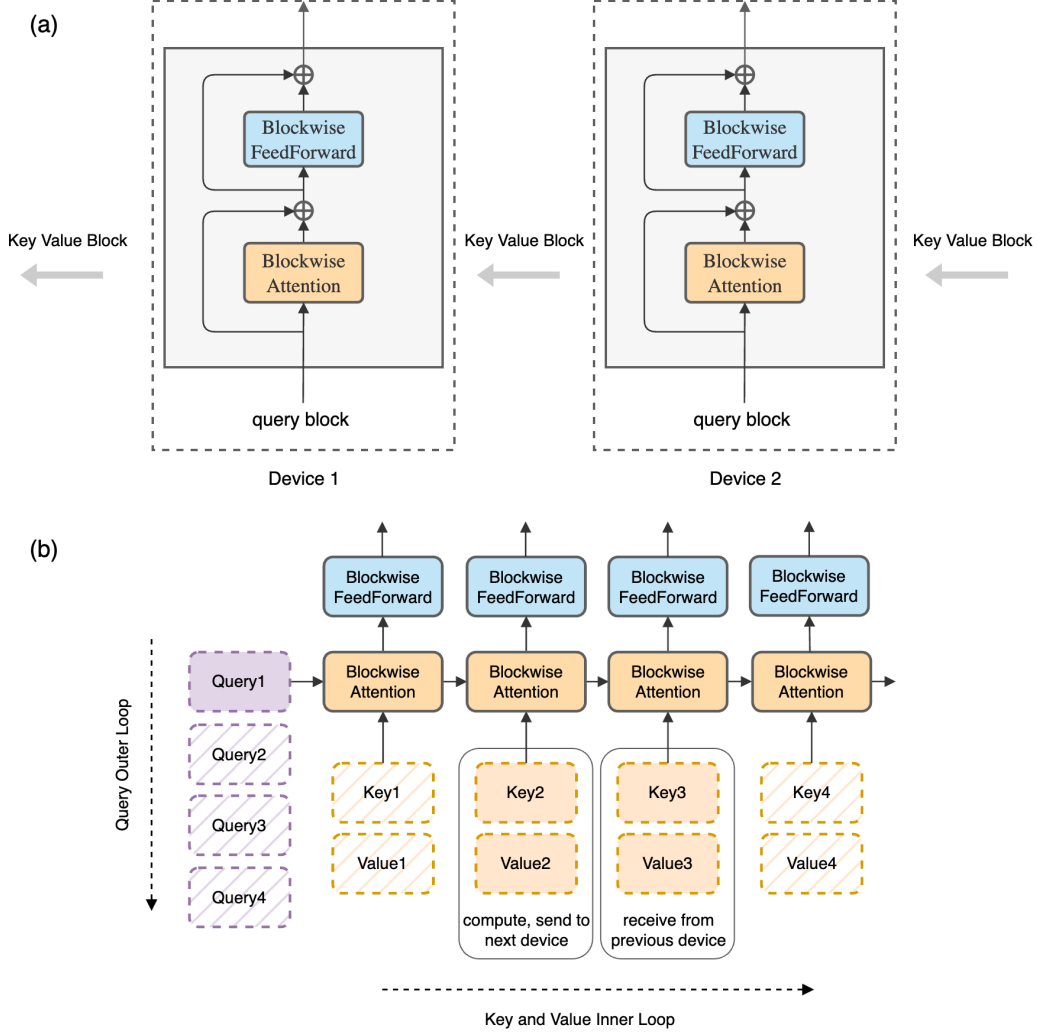 (a)
Blockwise
FeedForward
Blockwise
FeedForward
Key Value Block
Key Value Block
Key Value Block
Blockwise
Attention
Blockwise
Attention
query block
query block
Device 1
Device 2
(b)
Blockwise
FeedForward
Blockwise
FeedForward
Blockwise
FeedForward
Blockwise
FeedForward
Query Outer Loop
Query1
Blockwise
Attention
Blockwise
Attention
Blockwise
Attention
Blockwise
Attention
Query2
Query3
Query4
Key1
Key2
Key3
Key4
Value1
Value2
Value3
Value4
compute, send to
next device
receive from
previous device
Key and Value Inner Loop